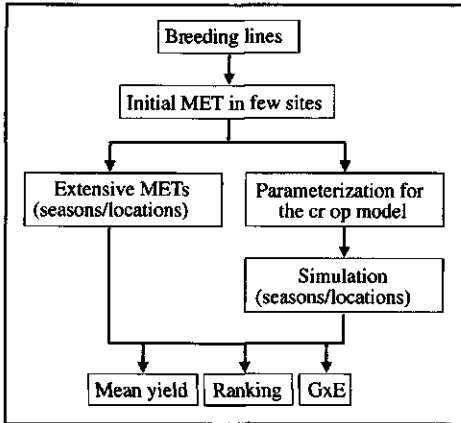 Breeding lines
Initial MET in few sites
Extensive METs
(seasons/locations)
Parameterization for
the cr op model
Simulation
(seasons/locations)
Mean yield
Ranking
GxE